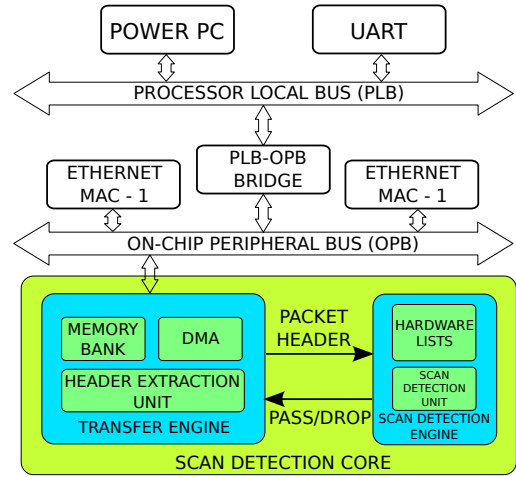 POWER PC
UART
PROCESSOR LOCAL BUS (PLB)
ETHERNET
MAC - 1
PLB-OPB
BRIDGE
ETHERNET
MAC - 1
ON-CHIP PERIPHERAL BUS (OPB)
MEMORY
BANK
DMA
HEADER EXTRACTION
UNIT
TRANSFER ENGINE
PACKET
HEADER
PASS/DROP
HARDWARE
LISTS
SCAN
DETECTION
UNIT
SCAN DETECTION
ENGINE
SCAN DETECTION CORE